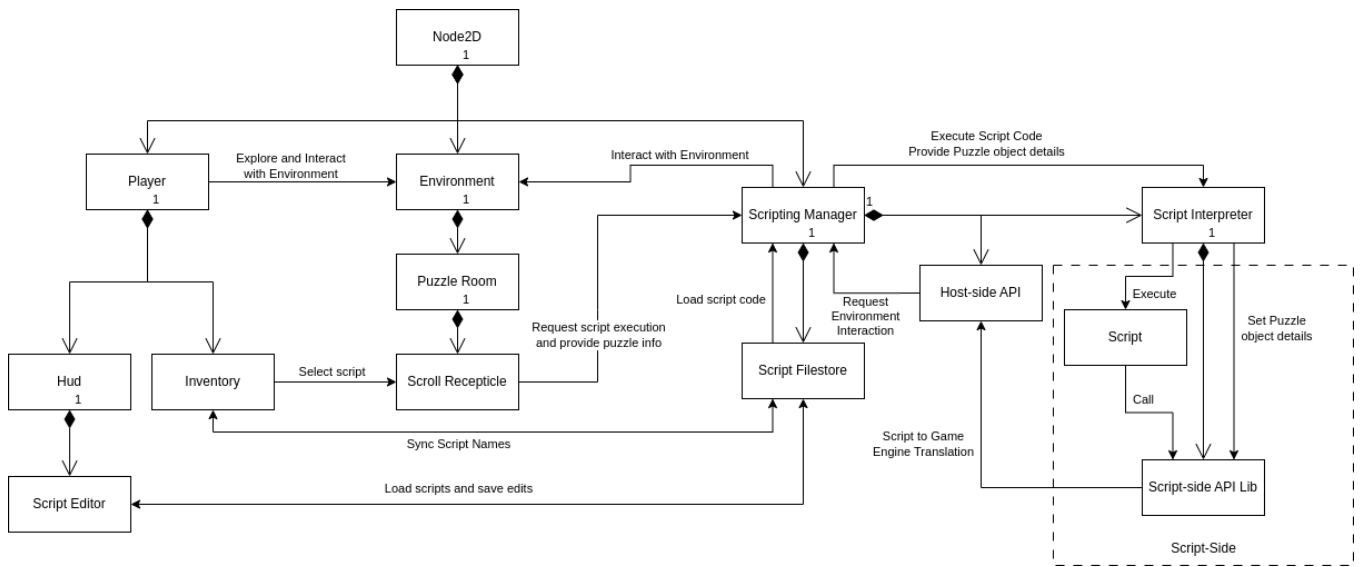 Node2D
1
Execute Script Code
Provide Puzzle object details
Explore and Interact
with Environment
Interact with Environment
Player
1
Environment
1
Scripting Manager
1
1
Script Interpreter
1
Puzzle Room
1
Host-side API
Execute
Load script code
Request
Environment
Interaction
Request script execution
and provide puzzle info
Set Puzzle
object details
Script
Hud
1
Inventory
Select script
Scroll Recepticle
Script Filestore
Call
Sync Script Names
Script to Game
Engine Translation
Load scripts and save edits
Script Editor
Script-side API Lib
Script-Side